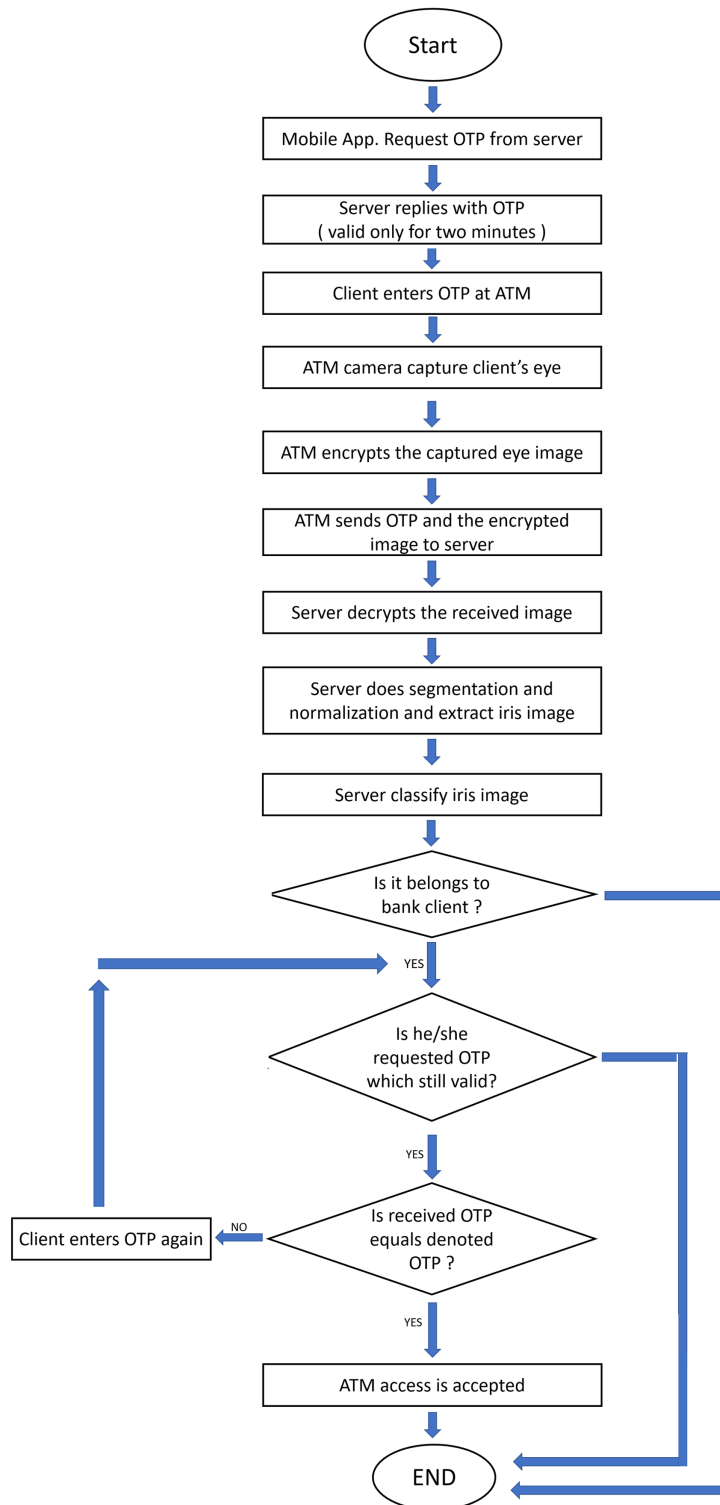 Start
Mobile App. Request OTP from server
Server replies with OTP
( valid only for two minutes )
Client enters OTP at ATM
ATM camera capture client’s eye
ATM encrypts the captured eye image
ATM sends OTP and the encrypted
image to server
Server decrypts the received image
Server does segmentation and
normalization and extract iris image
Server classify iris image
Is it belongs to
bank client ?
YES
Is he/she
requested OTP
which still valid?
YES
Is received OTP
equals denoted
OTP ?
NO
Client enters OTP again
YES
ATM access is accepted
END